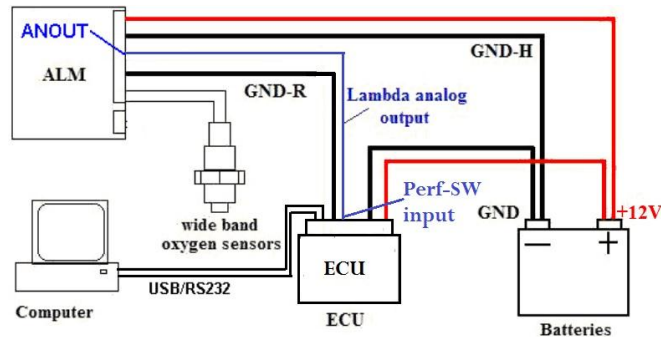 ANOUT
ALM
GND-H
GND-R
Lambda analog
output
Perf-SW
input
GND
+12V
wide band
oxygen sensors
ECU
USB/RS232
Computer
ECU
Batteries